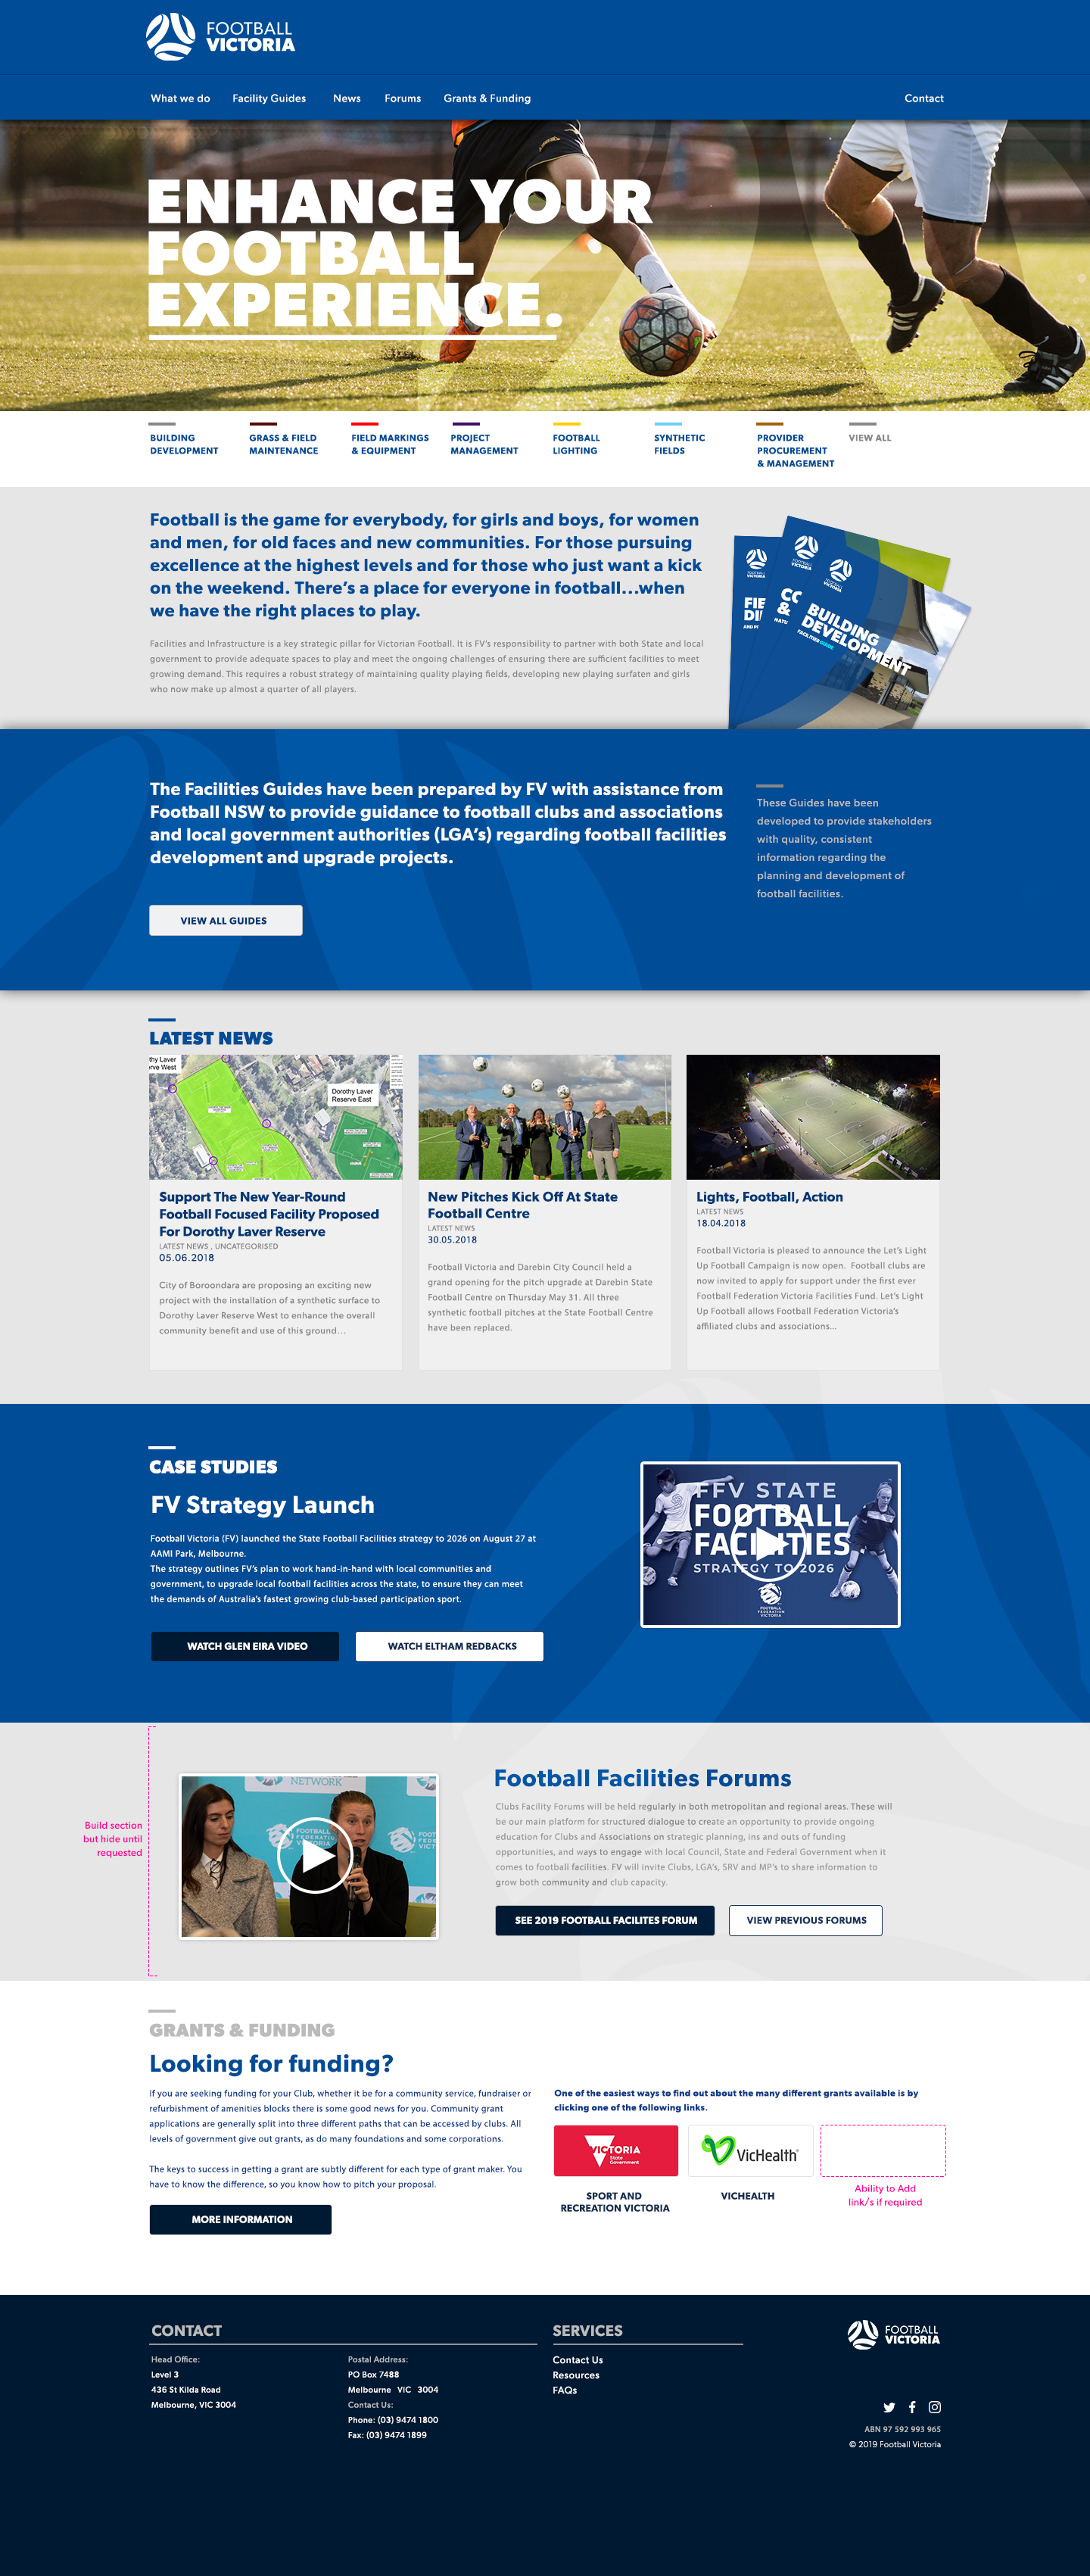 FOOTBALL
VICTORIA
What we do
Facility Guides
News
Forums
Grants & Funding
Contact
ENHANCE YOUR
FOOTBALL
EXPERIENCE.
BUILDING
DEVELOPMENT
GRASS & FIELD
MAINTENANCE
FIELD MARKINGS
& EQUIPMENT
PROJECT
MANAGEMENT
FOOTBALL
LIGHTING
SYNTHETIC
FIELDS
PROVIDER
PROCUREMENT
& MANAGEMENT
VIEW ALL
Football is the game for everybody, for girls and boys, for women
and men, for old faces and new communities. For those pursuing
excellence at the highest levels and for those who just want a kick
on the weekend. There's a place for everyone in football...when
we have the right places to play.
Facilities and Infrastructure is a key strategic pillar for Victorian Football. It is FV's responsibility to partner with both State and local
government to provide adequate spaces to play and meet the ongoing challenges of ensuring there are sufficient facilities to meet
growing demand. This requires a robust strategy of maintaining quality playing fields, developing new playing surfaten and girls
who now make up almost a quarter of all players.
FIE
DI
CO
&
BUILDING
DEVELOPMENT
FACILITIES GUIDE
The Facilities Guides have been prepared by FV with assistance from
Football NSW to provide guidance to football clubs and associations
and local government authorities (LGA's) regarding football facilities
development and upgrade projects.
VIEW ALL GUIDES
These Guides have been
developed to provide stakeholders
with quality, consistent
information regarding the
planning and development of
football facilities.
LATEST NEWS
thy Laver
rve West
Dorothy Laver
Reserve East
Support The New Year-Round
Football Focused Facility Proposed
For Dorothy Laver Reserve
LATEST NEWS , UNCATEGORISED
05.06.2018
City of Boroondara are proposing an exciting new
project with the installation of a synthetic surface to
Dorothy Laver Reserve West to enhance the overall
community benefit and use of this ground...
New Pitches Kick Off At State
Football Centre
LATEST NEWS
30.05.2018
Football Victoria and Darebin City Council held a
grand opening for the pitch upgrade at Darebin State
Football Centre on Thursday May 31. All three
synthetic football pitches at the State Football Centre
have been replaced.
Lights, Football, Action
LATEST NEWS
18.04.2018
Football Victoria is pleased to announce the Let's Light
Up Football Campaign is now open. Football clubs are
now invited to apply for support under the first ever
Football Federation Victoria Facilities Fund. Let's Light
Up Football allows Football Federation Victoria's
affiliated clubs and associations...
CASE STUDIES
FV Strategy Launch
Football Victoria (FV) launched the State Football Facilities strategy to 2026 on August 27 at
AAMI Park, Melbourne.
The strategy outlines FV's plan to work hand-in-hand with local communities and
government, to upgrade local football facilities across the state, to ensure they can meet
the demands of Australia's fastest growing club-based participation sport.
WATCH GLEN EIRA VIDEO
WATCH ELTHAM REDBACKS
FFV STATE
FOOTBALL
FACILITIES
STRATEGY TO 2026
FOOTBALL
FEDERATION
VICTORIA
Build section
but hide until
requested
NETWORK
FOOTBALL
FEDERATI
VICTORIA
FOOT
FEDE
VICT
Football Facilities Forums
Clubs Facility Forums will be held regularly in both metropolitan and regional areas. These will
be our main platform for structured dialogue to create an opportunity to provide ongoing
education for Clubs and Associations on strategic planning, ins and outs of funding
opportunities, and ways to engage with local Council, State and Federal Government when it
comes to football facilities. FV will invite Clubs, LGA's, SRV and MP's to share information to
grow both community and club capacity.
SEE 2019 FOOTBALL FACILITES FORUM
VIEW PREVIOUS FORUMS
GRANTS & FUNDING
Looking for funding?
If you are seeking funding for your Club, whether it be for a community service, fundraiser or
refurbishment of amenities blocks there is some good news for you. Community grant
applications are generally split into three different paths that can be accessed by clubs. All
levels of government give out grants, as do many foundations and some corporations.
The keys to success in getting a grant are subtly different for each type of grant maker. You
have to know the difference, so you know how to pitch your proposal.
MORE INFORMATION
One of the easiest ways to find out about the many different grants available is by
clicking one of the following links.
VICTORIA
State
Government
VicHealth
SPORT AND
RECREATION VICTORIA
VICHEALTH
Ability to Add
link/s if required
CONTACT
Head Office:
Level 3
436 St Kilda Road
Melbourne, VIC 3004
Postal Address:
PO Box 7488
Melbourne VIC 3004
Contact Us:
Phone: (03) 9474 1800
Fax: (03) 9474 1899
SERVICES
Contact Us
Resources
FAQs
FOOTBALL
VICTORIA
ABN 97 592 993 965
© 2019 Football Victoria